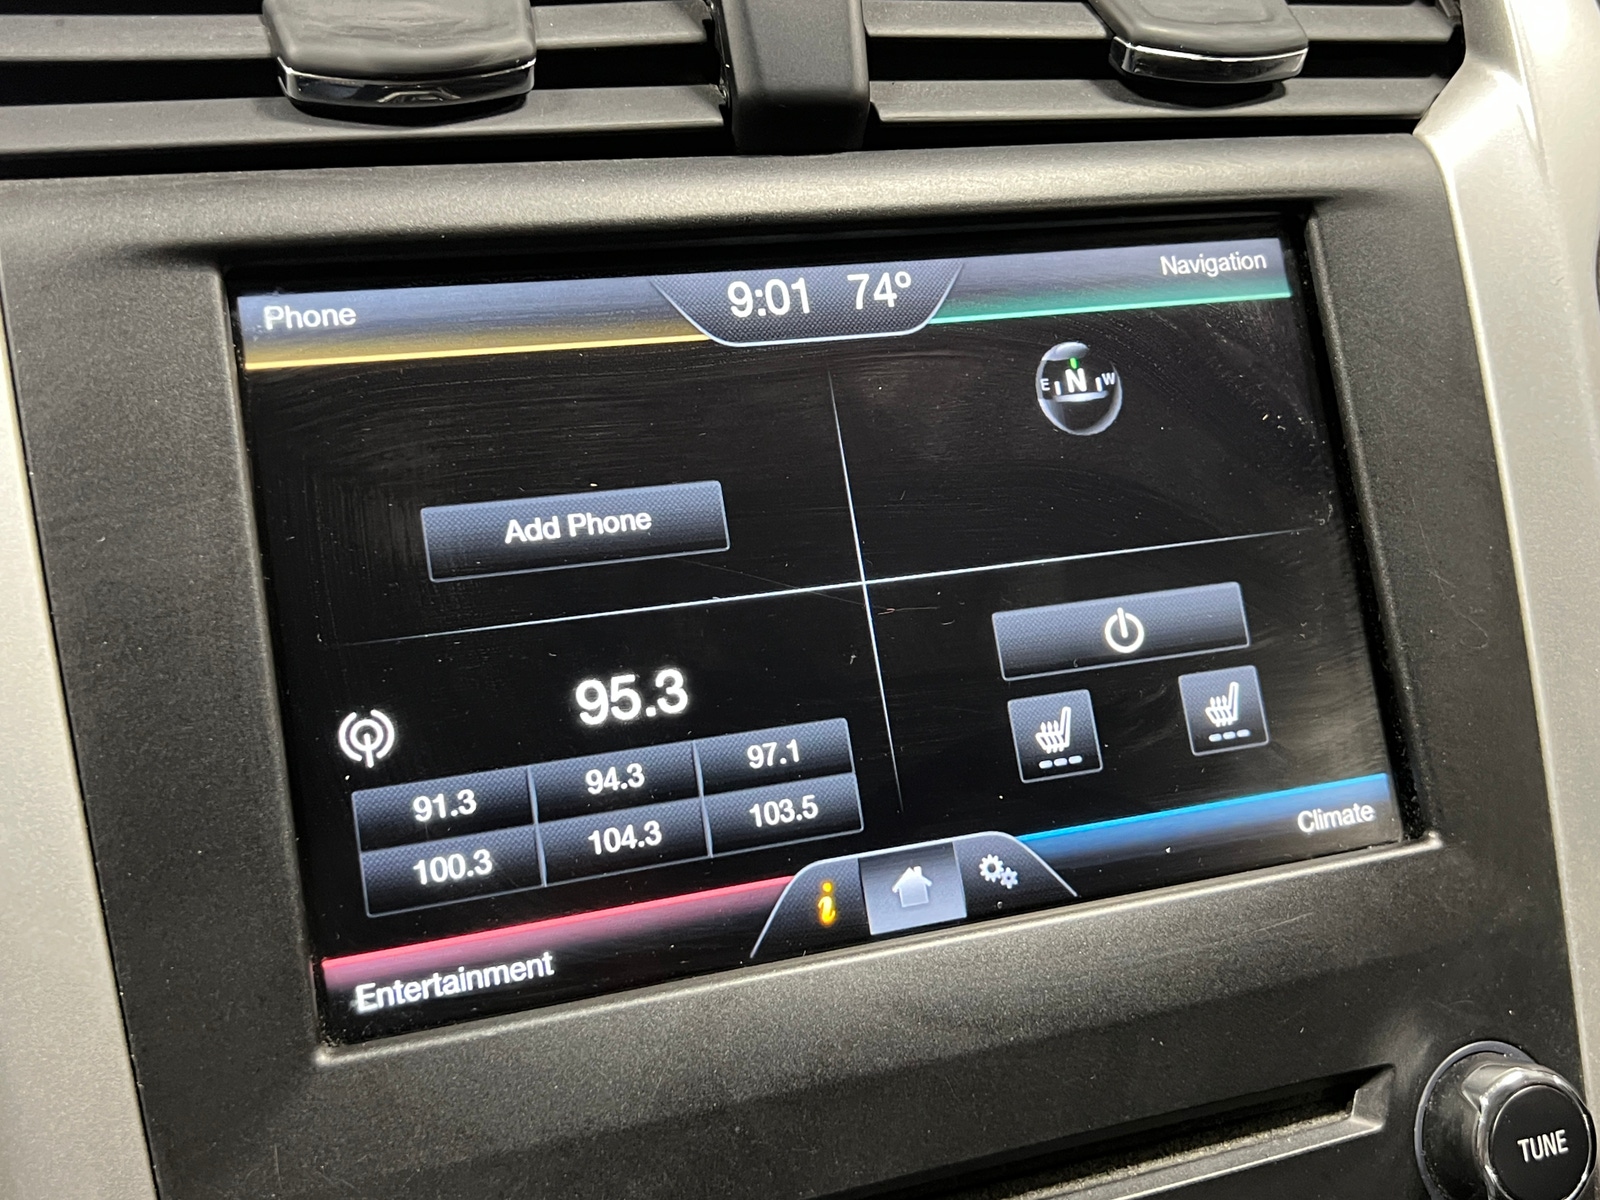 Phone
9:01 74°
Navigation
E N W
Add Phone
95.3
91.3 94.3 97.1
100.3 104.3 103.5
i
Entertainment
Climate
TUNE